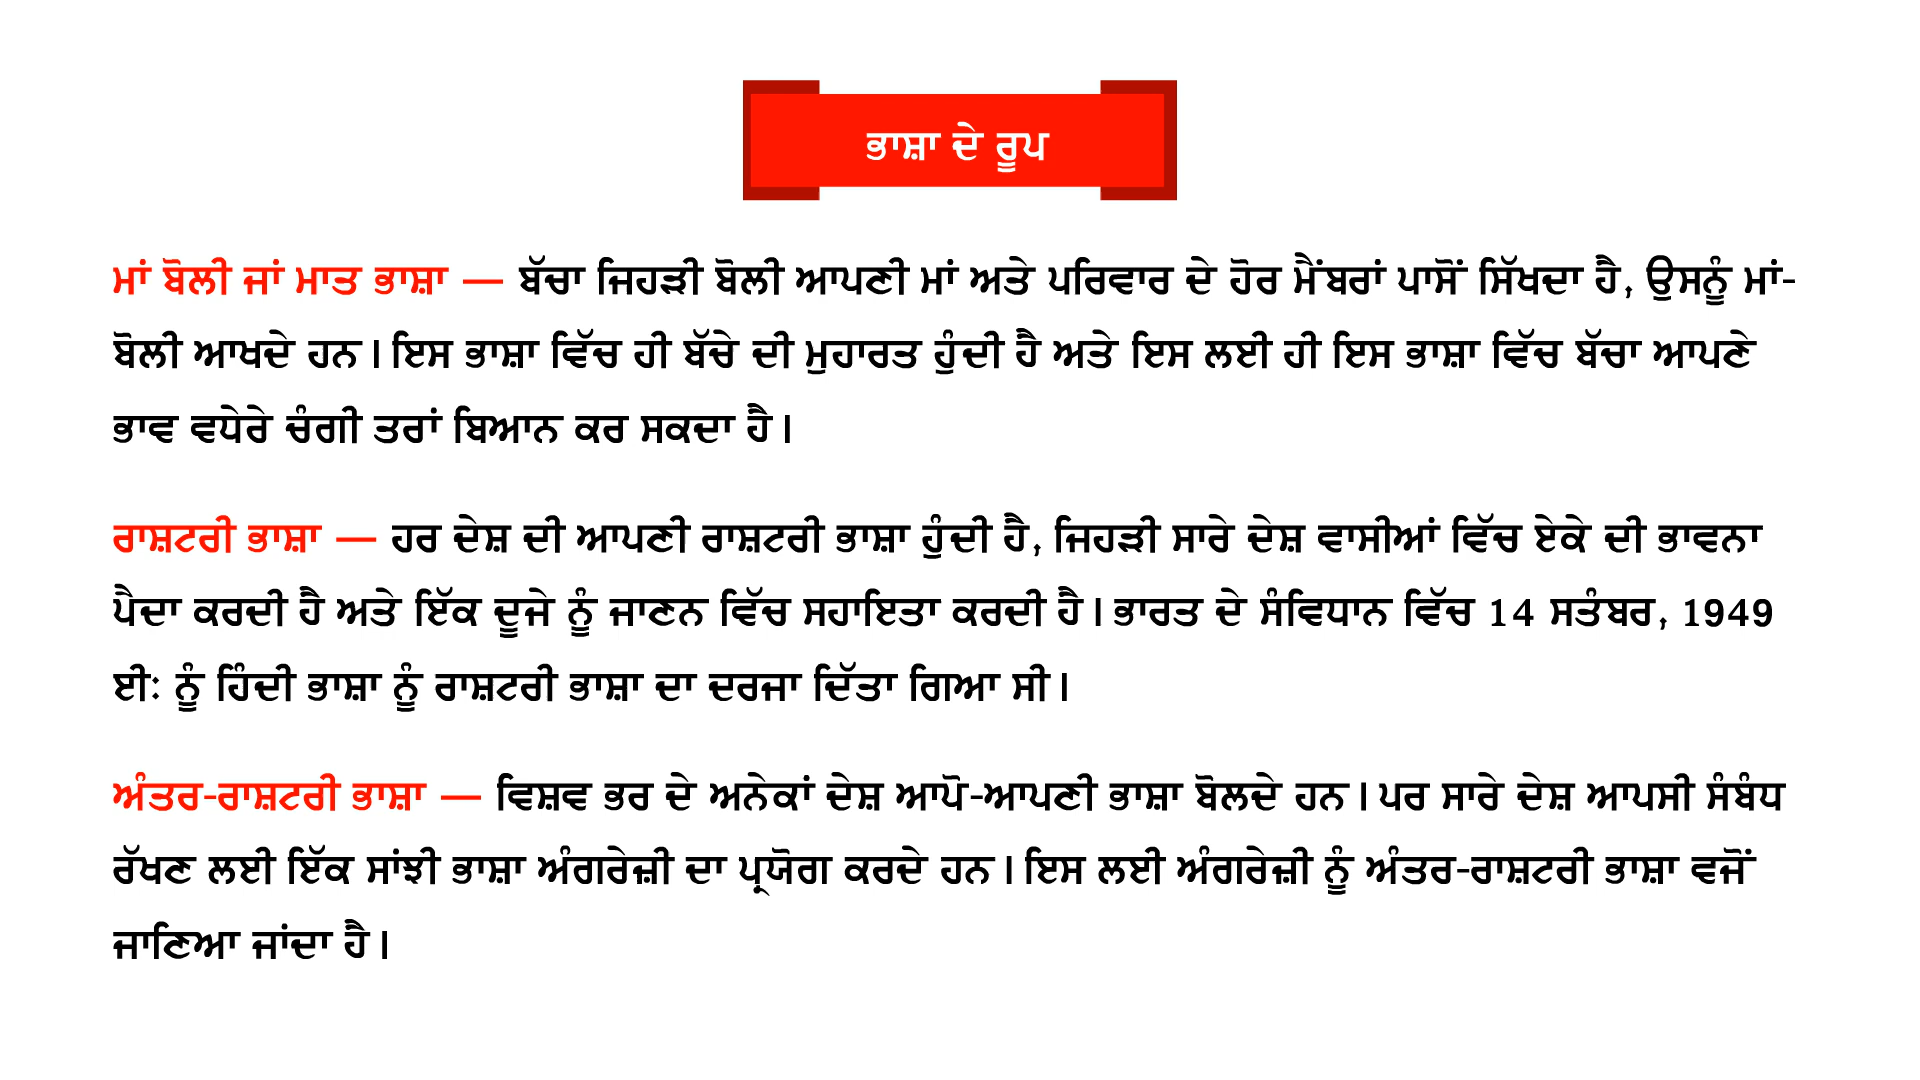 ਭਾਸ਼ਾ ਦੇ ਰੂਪ
ਮਾਂ ਬੋਲੀ ਜਾਂ ਮਾਤ ਭਾਸ਼ਾ — ਬੱਚਾ ਜਿਹੜੀ ਬੋਲੀ ਆਪਣੀ ਮਾਂ ਅਤੇ ਪਰਿਵਾਰ ਦੇ ਹੋਰ ਮੈਂਬਰਾਂ ਪਾਸੋਂ ਸਿੱਖਦਾ ਹੈ, ਉਸਨੂੰ ਮਾਂ-
ਬੋਲੀ ਆਖਦੇ ਹਨ। ਇਸ ਭਾਸ਼ਾ ਵਿੱਚ ਹੀ ਬੱਚੇ ਦੀ ਮੁਹਾਰਤ ਹੁੰਦੀ ਹੈ ਅਤੇ ਇਸ ਲਈ ਹੀ ਇਸ ਭਾਸ਼ਾ ਵਿੱਚ ਬੱਚਾ ਆਪਣੇ
ਭਾਵ ਵਧੇਰੇ ਚੰਗੀ ਤਰਾਂ ਬਿਆਨ ਕਰ ਸਕਦਾ ਹੈ।
ਰਾਸ਼ਟਰੀ ਭਾਸ਼ਾ — ਹਰ ਦੇਸ਼ ਦੀ ਆਪਣੀ ਰਾਸ਼ਟਰੀ ਭਾਸ਼ਾ ਹੁੰਦੀ ਹੈ, ਜਿਹੜੀ ਸਾਰੇ ਦੇਸ਼ ਵਾਸੀਆਂ ਵਿੱਚ ਏਕੇ ਦੀ ਭਾਵਨਾ
ਪੈਦਾ ਕਰਦੀ ਹੈ ਅਤੇ ਇੱਕ ਦੂਜੇ ਨੂੰ ਜਾਣਨ ਵਿੱਚ ਸਹਾਇਤਾ ਕਰਦੀ ਹੈ। ਭਾਰਤ ਦੇ ਸੰਵਿਧਾਨ ਵਿੱਚ 14 ਸਤੰਬਰ, 1949
ਈ: ਨੂੰ ਹਿੰਦੀ ਭਾਸ਼ਾ ਨੂੰ ਰਾਸ਼ਟਰੀ ਭਾਸ਼ਾ ਦਾ ਦਰਜਾ ਦਿੱਤਾ ਗਿਆ ਸੀ।
ਅੰਤਰ-ਰਾਸ਼ਟਰੀ ਭਾਸ਼ਾ — ਵਿਸ਼ਵ ਭਰ ਦੇ ਅਨੇਕਾਂ ਦੇਸ਼ ਆਪੋ-ਆਪਣੀ ਭਾਸ਼ਾ ਬੋਲਦੇ ਹਨ। ਪਰ ਸਾਰੇ ਦੇਸ਼ ਆਪਸੀ ਸੰਬੰਧ
ਰੱਖਣ ਲਈ ਇੱਕ ਸਾਂਝੀ ਭਾਸ਼ਾ ਅੰਗਰੇਜ਼ੀ ਦਾ ਪ੍ਰਯੋਗ ਕਰਦੇ ਹਨ। ਇਸ ਲਈ ਅੰਗਰੇਜ਼ੀ ਨੂੰ ਅੰਤਰ-ਰਾਸ਼ਟਰੀ ਭਾਸ਼ਾ ਵਜੋਂ
ਜਾਣਿਆ ਜਾਂਦਾ ਹੈ।